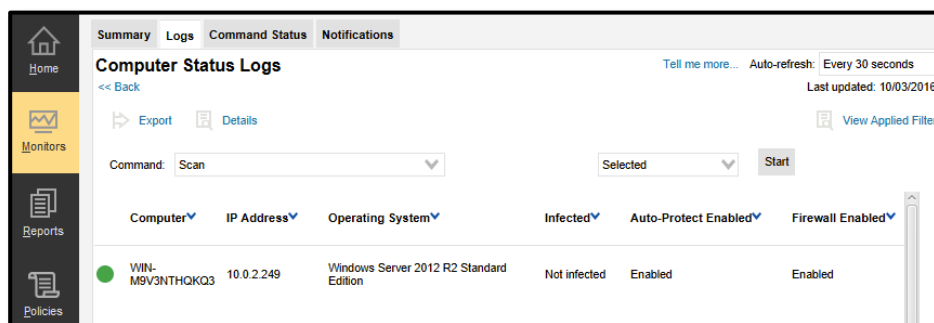 Summary Logs Command Status Notifications
Home
Computer Status Logs
Tell me more... Auto-refresh: Every 30 seconds
<< Back
Last updated: 10/03/2016
Export Details
View Applied Filte
Monitors
Command: Scan
Selected
Start
Computer IP Address Operating System Infected Auto-Protect Enabled Firewall Enabled
Reports
WIN-
M9V3NTHQKQ3
10.0.2.249
Windows Server 2012 R2 Standard
Edition
Not infected
Enabled
Enabled
Policies